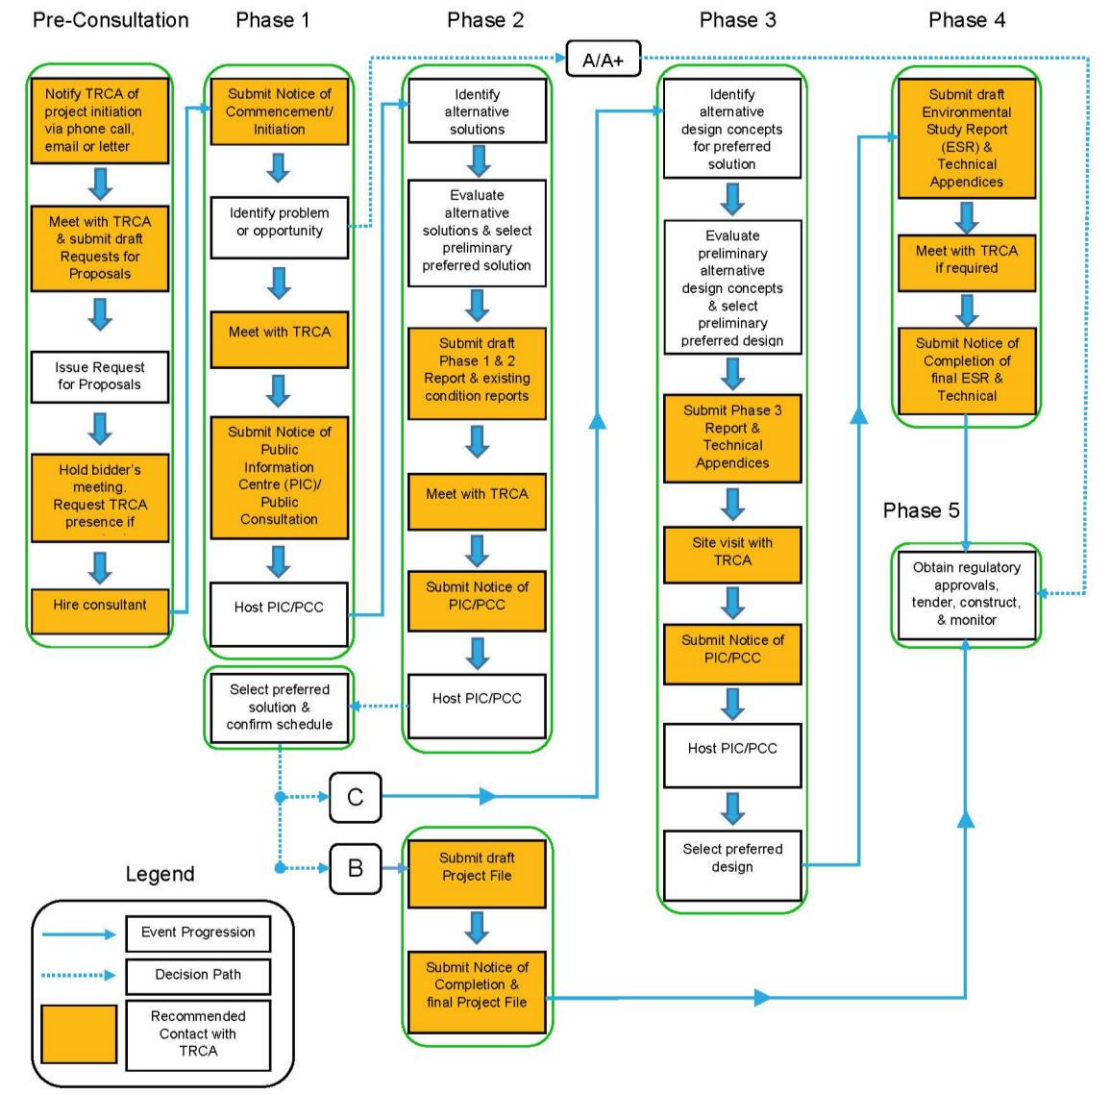 Pre-Consultation
Notify TRCA of
project initiation
via phone call,
email or letter
Meet with TRCA
& submit draft
Requests for
Proposals
Issue Request
for Proposals
Hold bidder's
meeting.
Request TRCA
presence if
Hire consultant
Phase 1
Submit Notice of
Commencement/
Initiation
Identify problem
or opportunity
Meet with TRCA
Submit Notice of
Public
Information
Centre (PIC)/
Public
Consultation
Host PIC/PCC
Select preferred
solution &
confirm schedule
Phase 2
Identify
alternative
solutions
Evaluate
alternative
solutions & select
preliminary
preferred solution
Submit draft
Phase 1 & 2
Report & existing
condition reports
Meet with TRCA
Submit Notice of
PIC/PCC
Host PIC/PCC
A/A+
C
B
Submit draft
Project File
Submit Notice of
Completion &
final Project File
Phase 3
Identify
alternative
design concepts
for preferred
solution
Evaluate
preliminary
alternative
design concepts
& select
preliminary
preferred design
Submit Phase 3
Report &
Technical
Appendices
Site visit with
TRCA
Submit Notice of
PIC/PCC
Host PIC/PCC
Select preferred
design
Phase 4
Submit draft
Environmental
Study Report
(ESR) &
Technical
Appendices
Meet with TRCA
if required
Submit Notice of
Completion of
final ESR &
Technical
Phase 5
Obtain regulatory
approvals,
tender, construct,
& monitor
Legend
Event Progression
Decision Path
Recommended
Contact with
TRCA